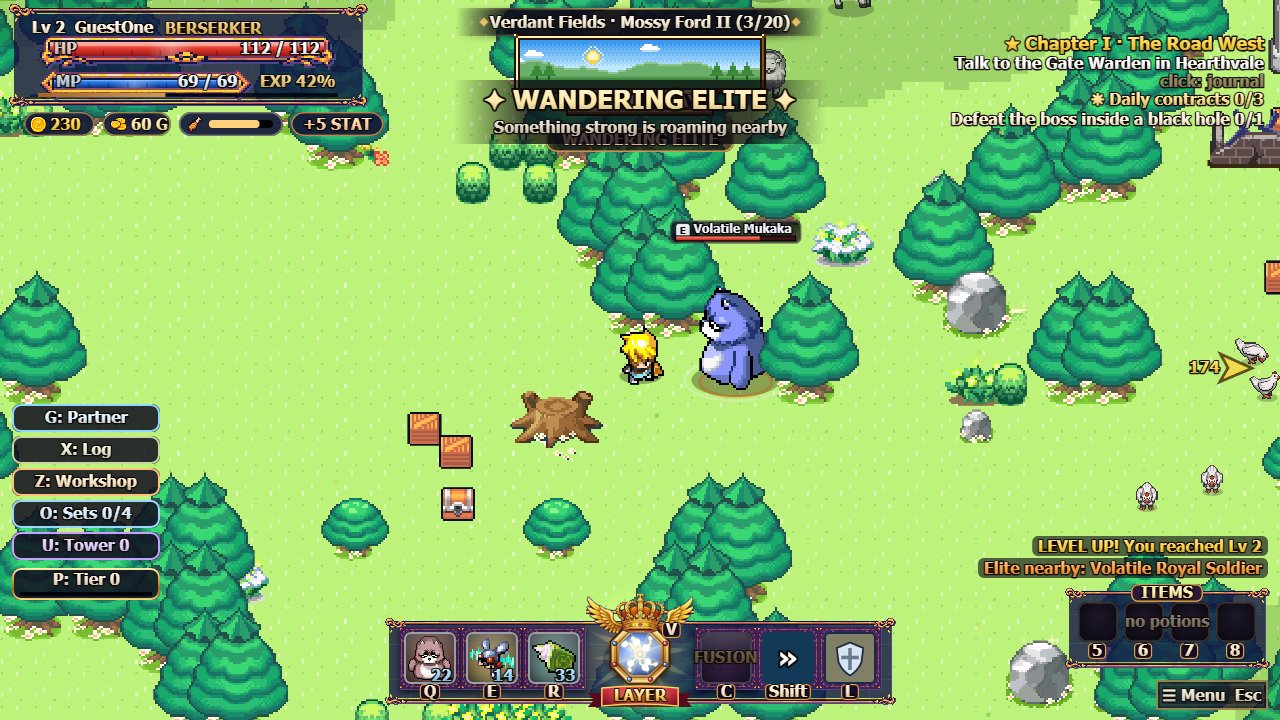 Lv 2 GuestOne BERSERKER
HP 112 / 112
MP 69 / 69 EXP 42%
230
60 G
+5 STAT
Verdant Fields · Mossy Ford II (3/20)
WANDERING ELITE
Something strong is roaming nearby
WANDERING ELITE
★ Chapter I · The Road West
Talk to the Gate Warden in Hearthvale
click: journal
Daily contracts 0/3
Defeat the boss inside a black hole 0/1
E Volatile Mukaka
174
G: Partner
X: Log
Z: Workshop
O: Sets 0/4
U: Tower 0
P: Tier 0
LEVEL UP! You reached Lv 2
Elite nearby: Volatile Royal Soldier
ITEMS
no potions
5 6 7 8
22 14 33
V
FUSION
Q E R LAYER C Shift L
☰ Menu Esc